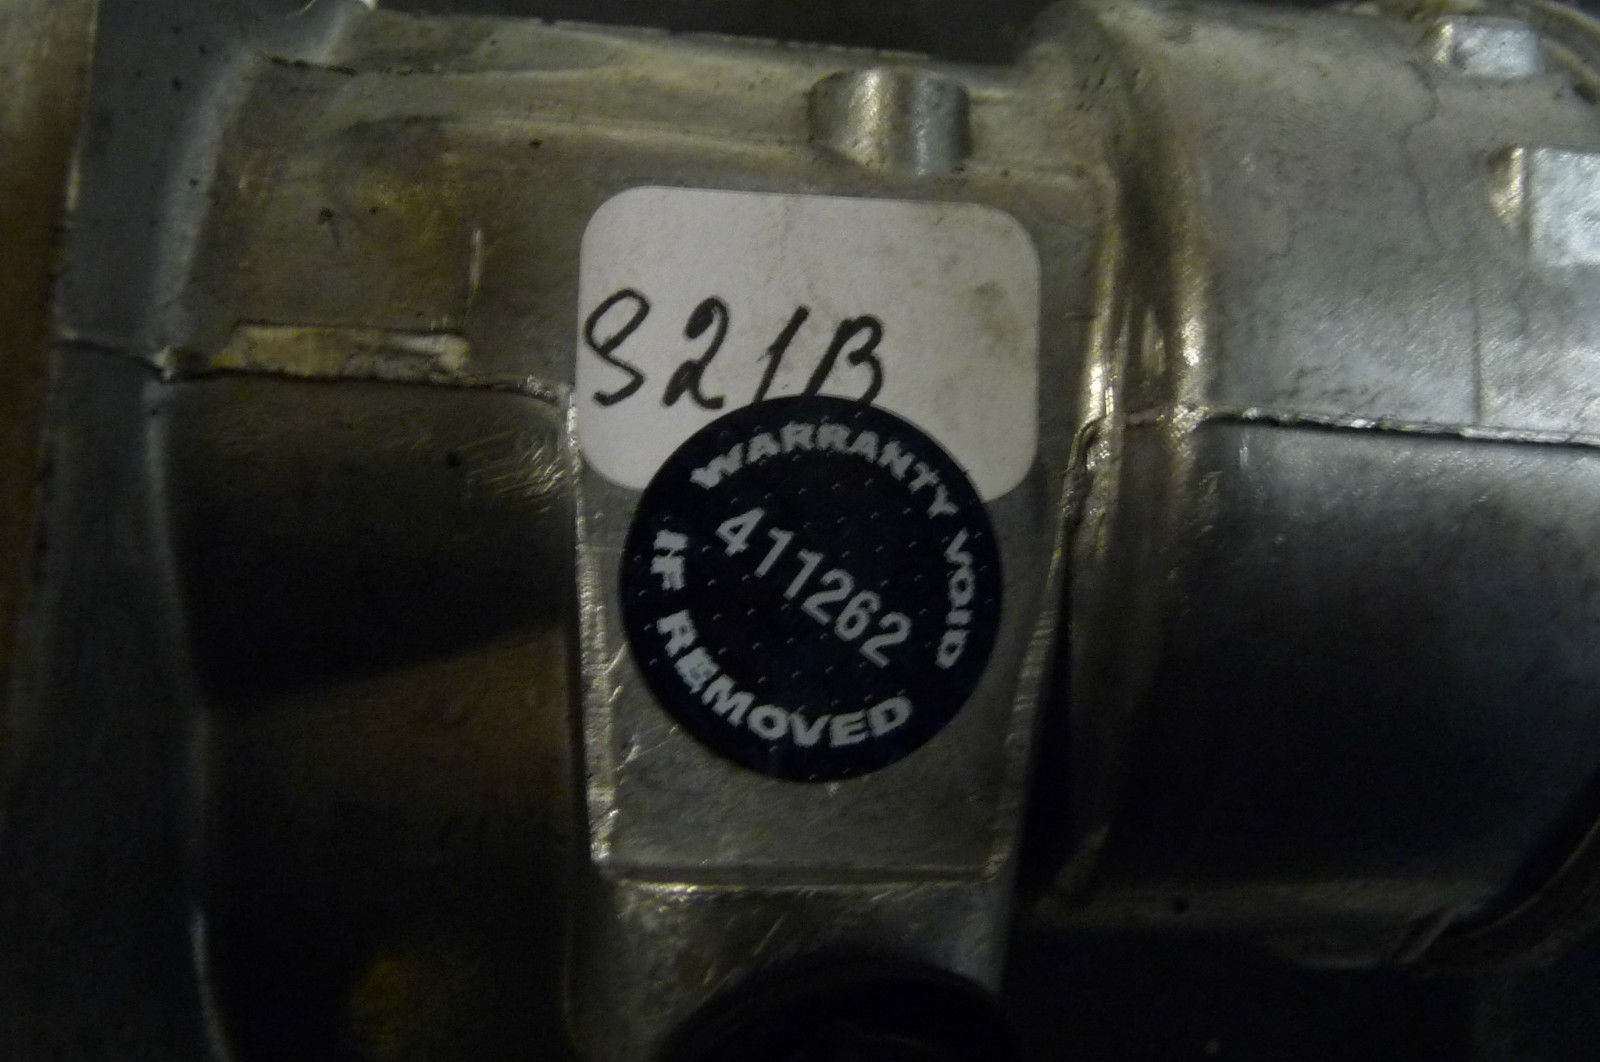 S21B
WARRANTY VOID
411262
IF REMOVED